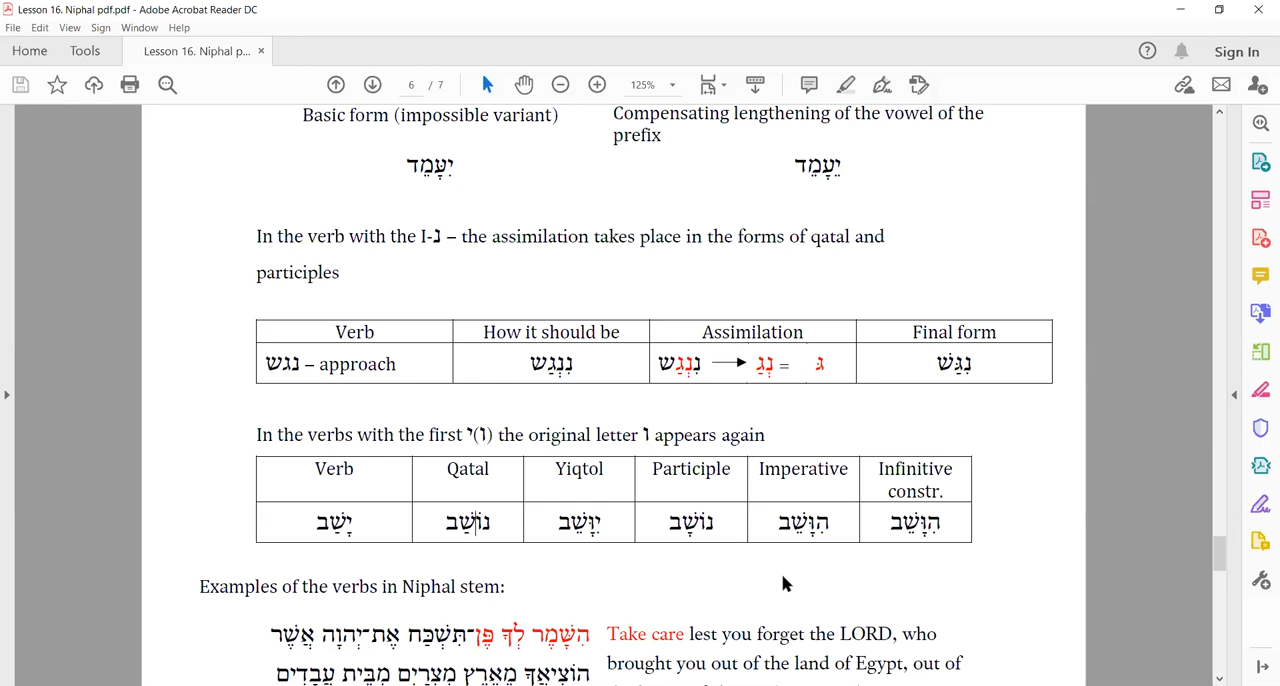 Lesson 16. Niphal pdf.pdf - Adobe Acrobat Reader DC
File Edit View Sign Window Help
Home Tools Lesson 16. Niphal p... × Sign In
6 / 7 125%
Basic form (impossible variant) Compensating lengthening of the vowel of the
prefix
יִעָּמֵד יֵעָמֵד
In the verb with the I-נ – the assimilation takes place in the forms of qatal and
participles
Verb How it should be Assimilation Final form
נגש – approach נִנְגַּשׁ נִנְגַשׁ נְגַ = גּ נִגַּשׁ
In the verbs with the first י(ו) the original letter ו appears again
Verb Qatal Yiqtol Participle Imperative Infinitive
constr.
יָשַׁב נוֹשַׁב יִוָּשֵׁב נוֹשָׁב הִוָּשֵׁב הִוָּשֵׁב
Examples of the verbs in Niphal stem:
הִשָּׁמֶר לְךָ פֶּן־תִּשְׁכַּח אֶת־יְהוָה אֲשֶׁר Take care lest you forget the LORD, who
הוֹצִיאֲךָ מֵאֶרֶץ מִצְרַיִם מִבֵּית עֲבָדִים brought you out of the land of Egypt, out of